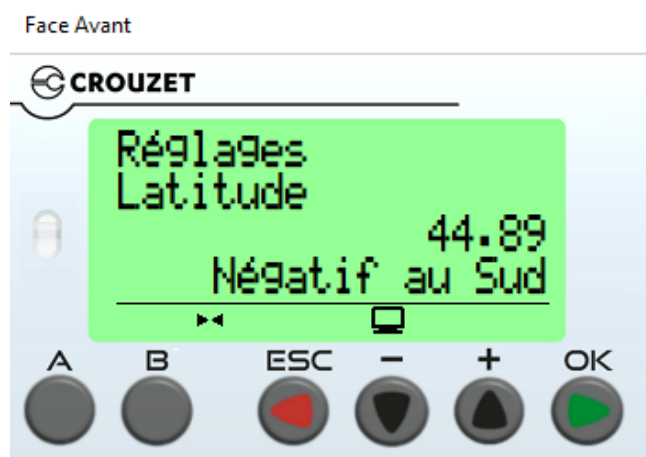 Face Avant
CROUZET
Réglages
Latitude
44.89
Négatif au Sud
A B ESC - + OK